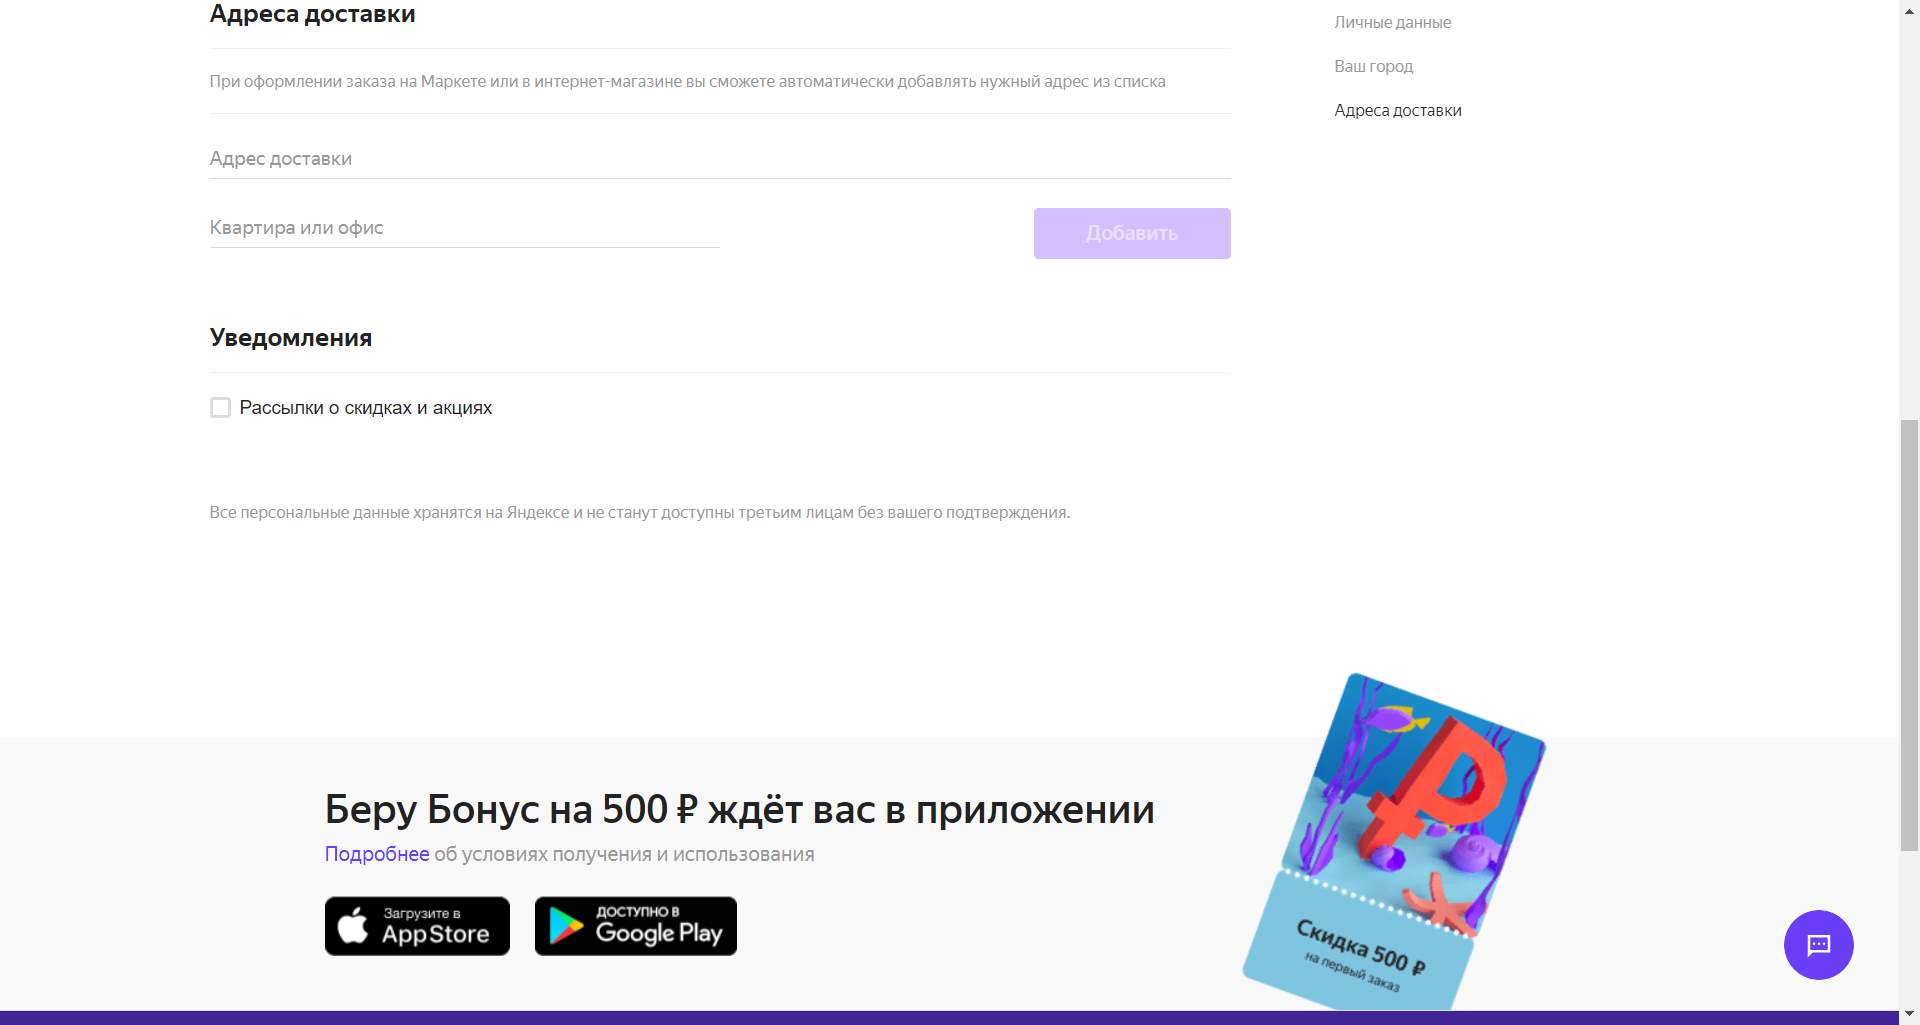 Адреса доставки
При оформлении заказа на Маркете или в интернет-магазине вы сможете автоматически добавлять нужный адрес из списка
Адрес доставки
Квартира или офис
Добавить
Уведомления
Рассылки о скидках и акциях
Все персональные данные хранятся на Яндексе и не станут доступны третьим лицам без вашего подтверждения.
Личные данные
Ваш город
Адреса доставки
Беру Бонус на 500 ₽ ждёт вас в приложении
Подробнее об условиях получения и использования
Загрузите в
App Store
ДОСТУПНО В
Google Play
Скидка 500 ₽
на первый заказ